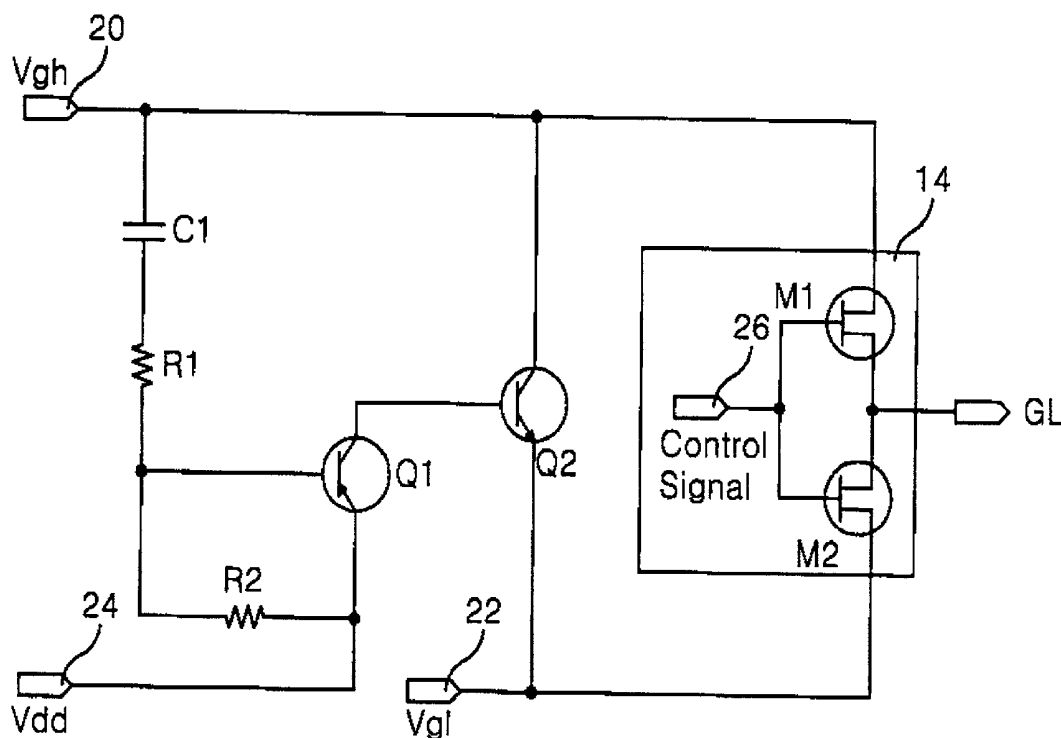 20
Vgh
14
C1
M1
26
R1
GL
Control
Signal
Q1
Q2
M2
R2
24
22
Vdd
Vgl